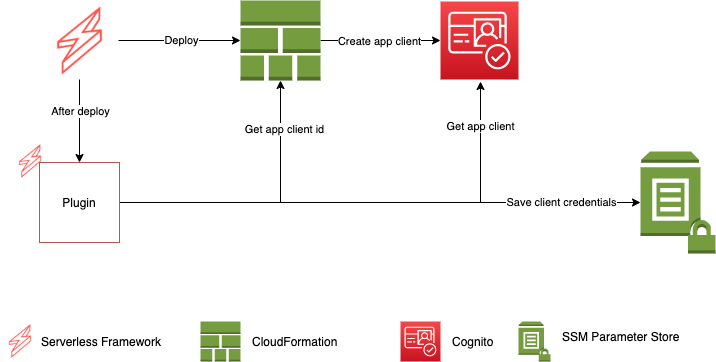 Deploy
Create app client
After deploy
Get app client id
Get app client
Plugin
Save client credentials
Serverless Framework
CloudFormation
Cognito
SSM Parameter Store